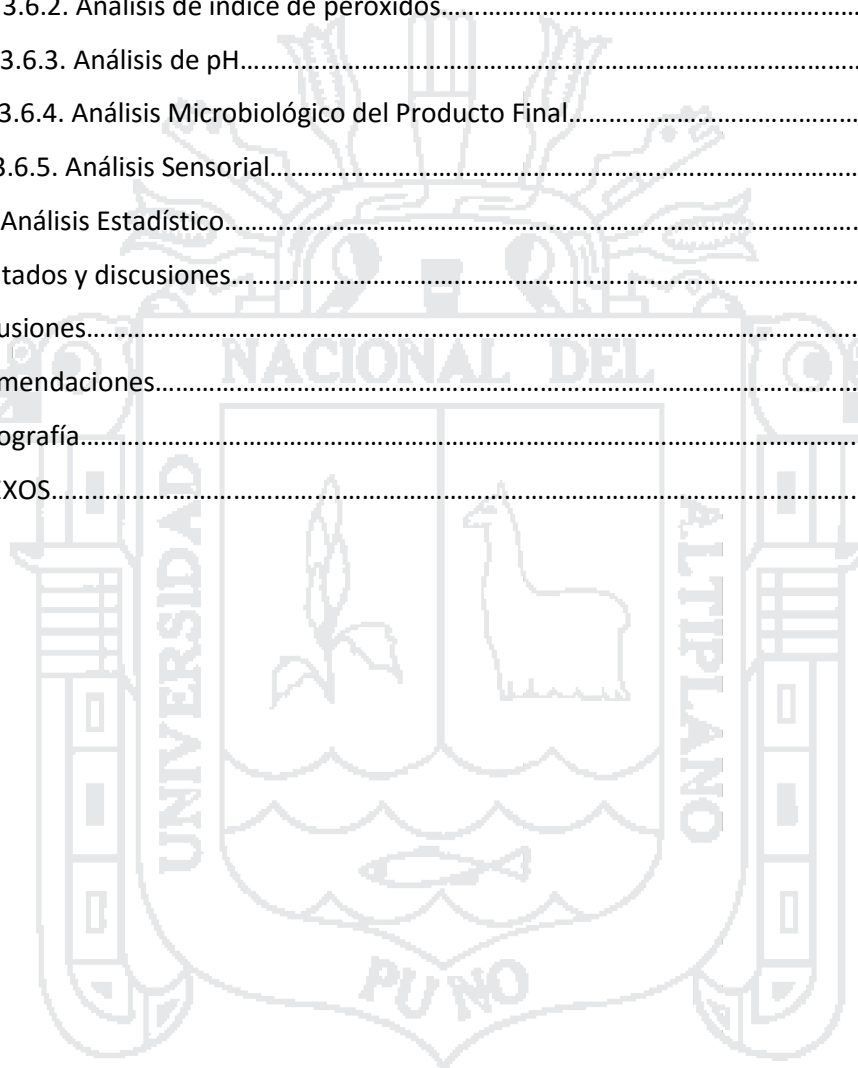 3.6.2. Análisis de índice de peróxidos........................................................
3.6.3. Análisis de pH........................................................................................
3.6.4. Análisis Microbiológico del Producto Final........................................
3.6.5. Análisis Sensorial..................................................................................
Análisis Estadístico.......................................................................................
tados y discusiones......................................................................................
usiones..........................................................................................................
mendaciones.................................................................................................
ografía...........................................................................................................
XOS................................................................................................................
NACIONAL DEL
UNIVERSIDAD
ALTIPLANO
PUNO